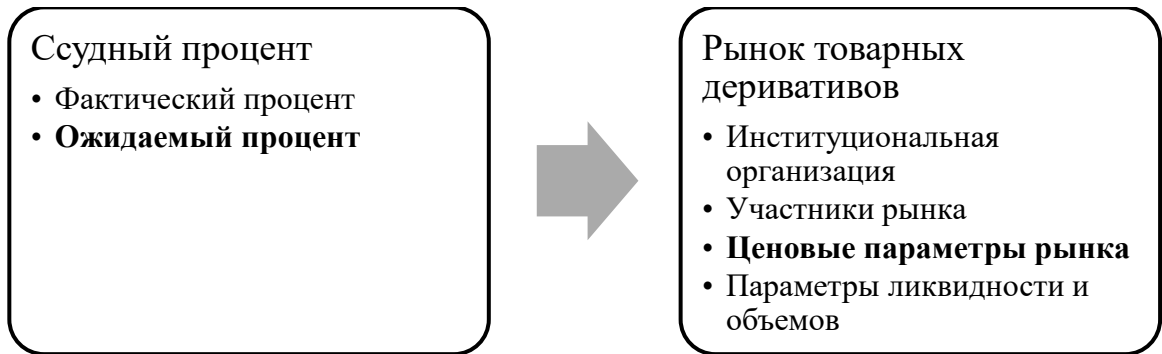 Ссудный процент
• Фактический процент
• Ожидаемый процент
Рынок товарных
деривативов
• Институциональная
организация
• Участники рынка
• Ценовые параметры рынка
• Параметры ликвидности и
объемов